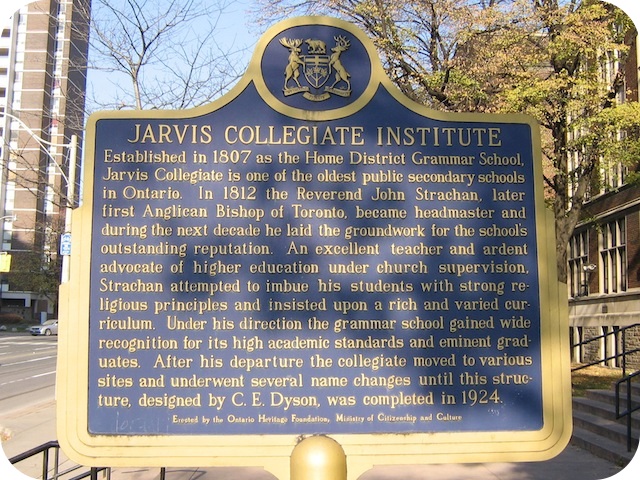 JARVIS COLLEGIATE INSTITUTE
Established in 1807 as the Home District Grammar School,
Jarvis Collegiate is one of the oldest public secondary schools
in Ontario. In 1812 the Reverend John Strachan, later
first Anglican Bishop of Toronto, became headmaster and
during the next decade he laid the groundwork for the school's
outstanding reputation. An excellent teacher and ardent
advocate of higher education under church supervision,
Strachan attempted to imbue his students with strong re-
ligious principles and insisted upon a rich and varied cur-
riculum. Under his direction the grammar school gained wide
recognition for its high academic standards and eminent grad-
uates. After his departure the collegiate moved to various
sites and underwent several name changes until this struc-
ture, designed by C. E. Dyson, was completed in 1924.
Erected by the Ontario Heritage Foundation, Ministry of Citizenship and Culture